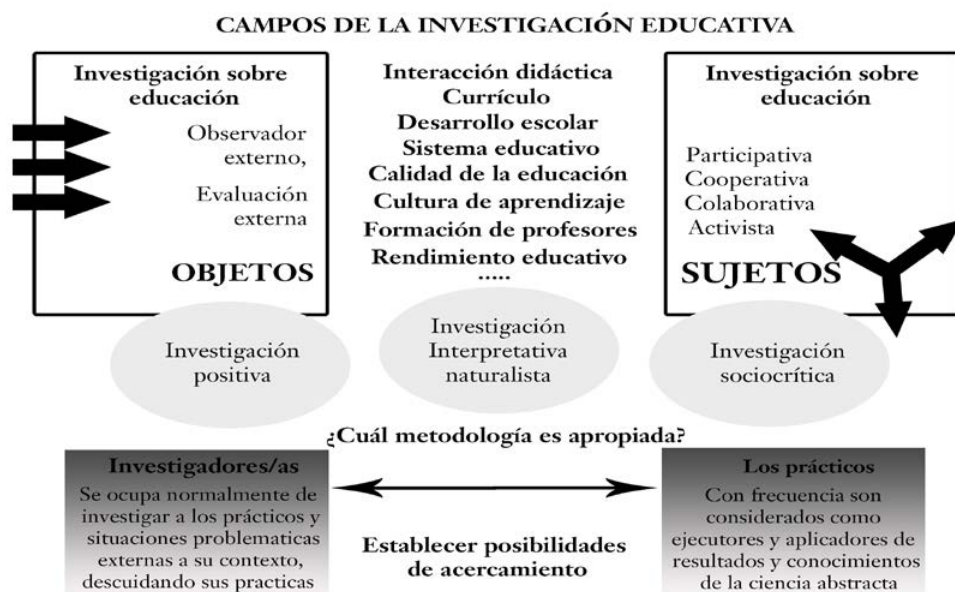 CAMPOS DE LA INVESTIGACIÓN EDUCATIVA
Investigación sobre
educación
Observador
externo,
Evaluación
externa
OBJETOS
Interacción didáctica
Currículo
Desarrollo escolar
Sistema educativo
Calidad de la educación
Cultura de aprendizaje
Formación de profesores
Rendimiento educativo
.....
Investigación sobre
educación
Participativa
Cooperativa
Colaborativa
Activista
SUJETOS
Investigación
positiva
Investigación
Interpretativa
naturalista
Investigación
sociocrítica
¿Cuál metodología es apropiada?
Investigadores/as
Se ocupa normalmente de
investigar a los prácticos y
situaciones problematicas
externas a su contexto,
descuidando sus practicas
Establecer posibilidades
de acercamiento
Los prácticos
Con frecuencia son
considerados como
ejecutores y aplicadores de
resultados y conocimientos
de la ciencia abstracta